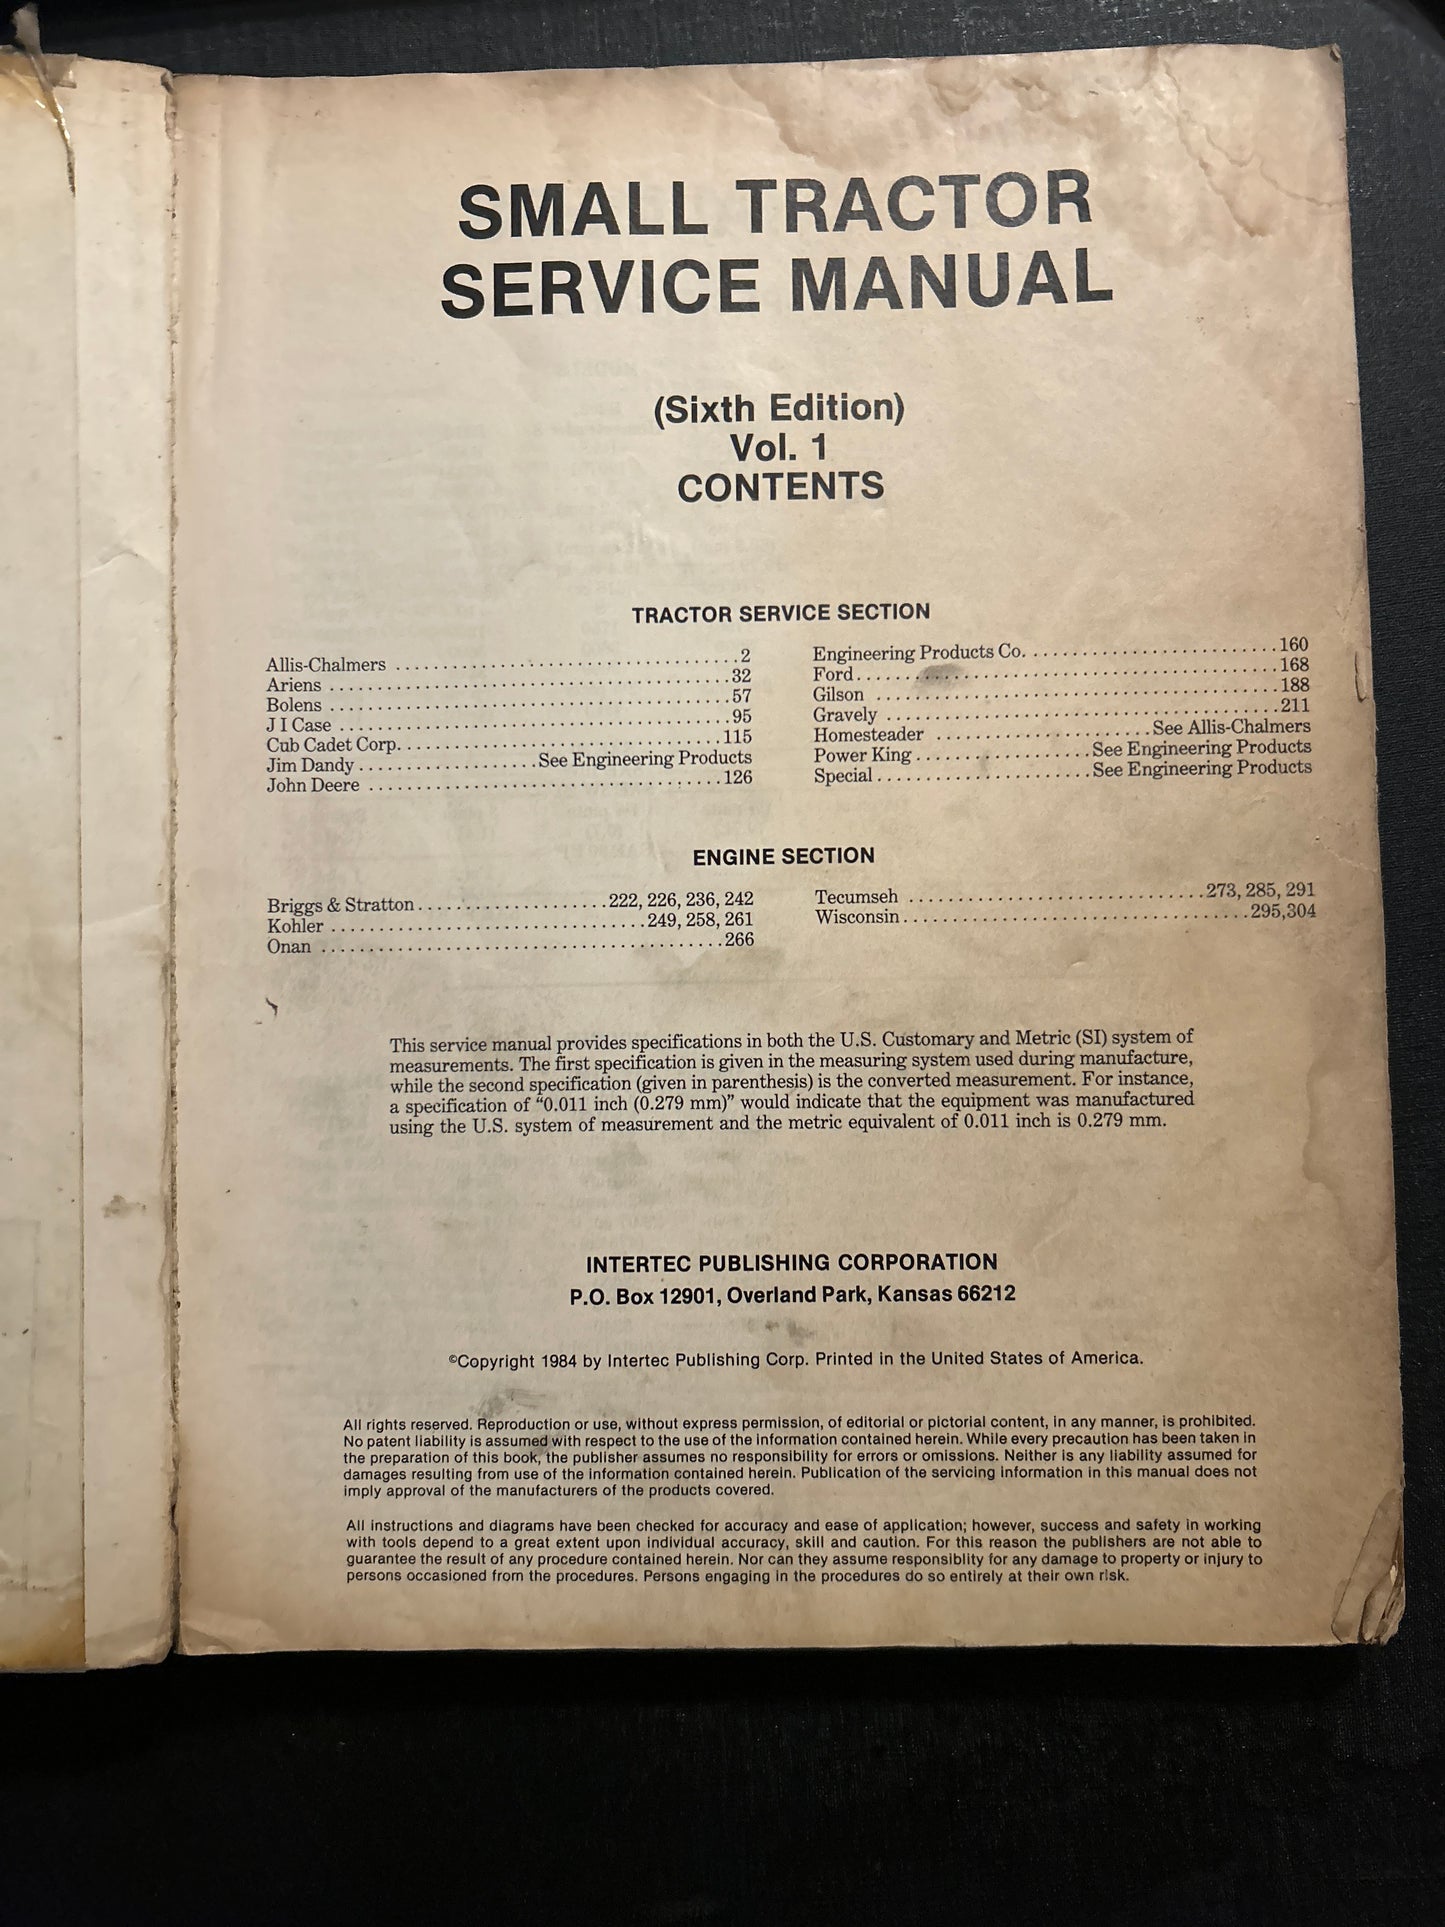 SMALL TRACTOR
SERVICE MANUAL
(Sixth Edition)
Vol. 1
CONTENTS
TRACTOR SERVICE SECTION
Allis-Chalmers ....................................2
Ariens ..........................................32
Bolens ..........................................57
J I Case .........................................95
Cub Cadet Corp. .................................115
Jim Dandy ...................See Engineering Products
John Deere .....................................126
Engineering Products Co. ..........................160
Ford ...........................................168
Gilson .........................................188
Gravely ........................................211
Homesteader ......................See Allis-Chalmers
Power King ..................See Engineering Products
Special .......................See Engineering Products
ENGINE SECTION
Briggs & Stratton ....................222, 226, 236, 242
Kohler .................................249, 258, 261
Onan ..........................................266
Tecumseh ..............................273, 285, 291
Wisconsin ...................................295,304
This service manual provides specifications in both the U.S. Customary and Metric (SI) system of
measurements. The first specification is given in the measuring system used during manufacture,
while the second specification (given in parenthesis) is the converted measurement. For instance,
a specification of “0.011 inch (0.279 mm)” would indicate that the equipment was manufactured
using the U.S. system of measurement and the metric equivalent of 0.011 inch is 0.279 mm.
INTERTEC PUBLISHING CORPORATION
P.O. Box 12901, Overland Park, Kansas 66212
©Copyright 1984 by Intertec Publishing Corp. Printed in the United States of America.
All rights reserved. Reproduction or use, without express permission, of editorial or pictorial content, in any manner, is prohibited.
No patent liability is assumed with respect to the use of the information contained herein. While every precaution has been taken in
the preparation of this book, the publisher assumes no responsibility for errors or omissions. Neither is any liability assumed for
damages resulting from use of the information contained herein. Publication of the servicing information in this manual does not
imply approval of the manufacturers of the products covered.
All instructions and diagrams have been checked for accuracy and ease of application; however, success and safety in working
with tools depend to a great extent upon individual accuracy, skill and caution. For this reason the publishers are not able to
guarantee the result of any procedure contained herein. Nor can they assume responsiblity for any damage to property or injury to
persons occasioned from the procedures. Persons engaging in the procedures do so entirely at their own risk.